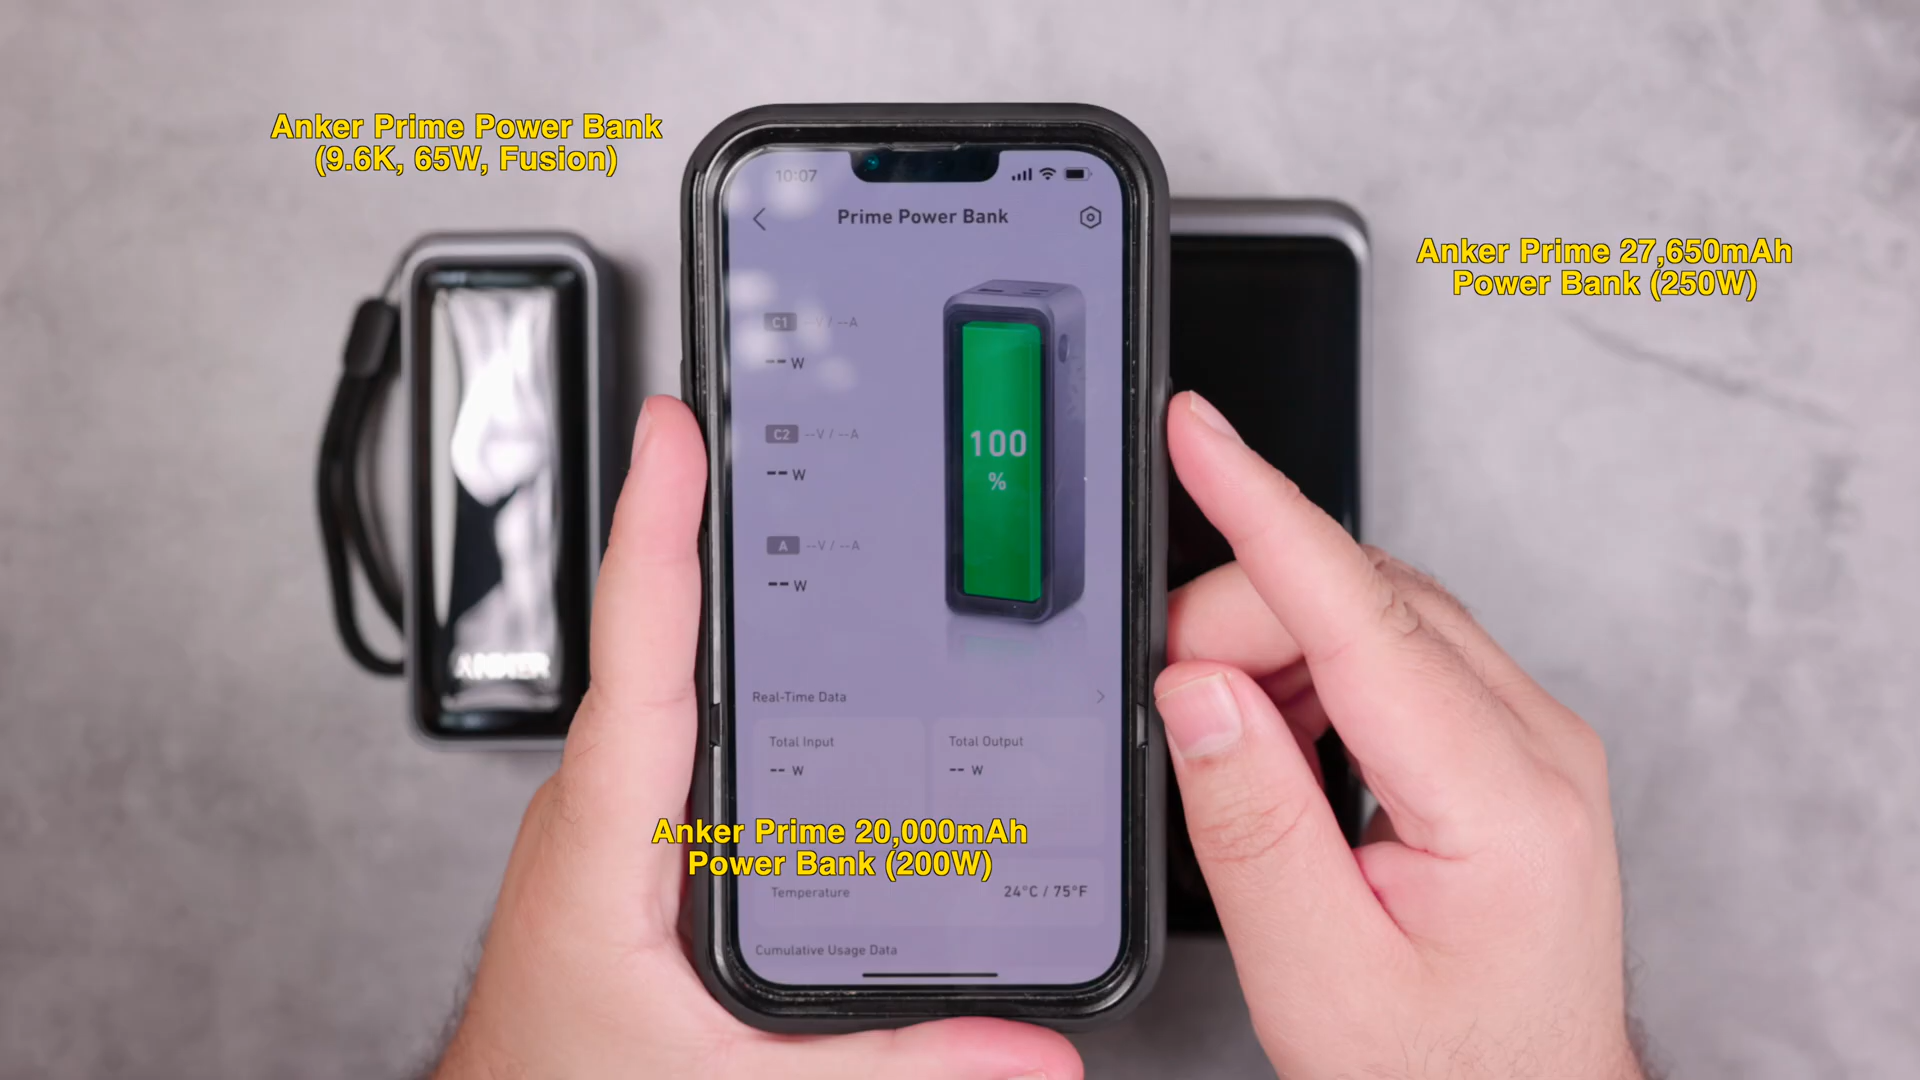 Anker Prime Power Bank
(9.6K, 65W, Fusion)
10:07
Prime Power Bank
Anker Prime 27,650mAh
Power Bank (250W)
C1 --V / --A
-- W
C2 --V / --A
-- W
A --V / --A
-- W
100
%
ANKER
Real-Time Data
Total Input
-- W
Total Output
-- W
Anker Prime 20,000mAh
Power Bank (200W)
Temperature
24°C / 75°F
Cumulative Usage Data